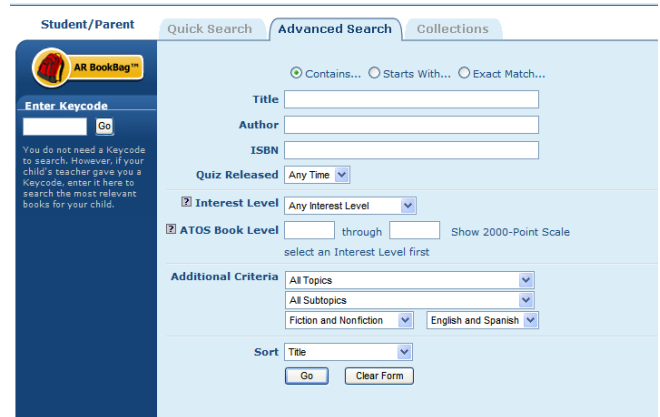 Student/Parent
Quick Search
Advanced Search
Collections
AR BookBag™
Enter Keycode
Go
You do not need a Keycode
to search. However, if your
child's teacher gave you a
Keycode, enter it here to
search the most relevant
books for your child.
Contains... Starts With... Exact Match...
Title
Author
ISBN
Quiz Released Any Time
? Interest Level Any Interest Level
? ATOS Book Level through Show 2000-Point Scale
select an Interest Level first
Additional Criteria All Topics
All Subtopics
Fiction and Nonfiction English and Spanish
Sort Title
Go Clear Form